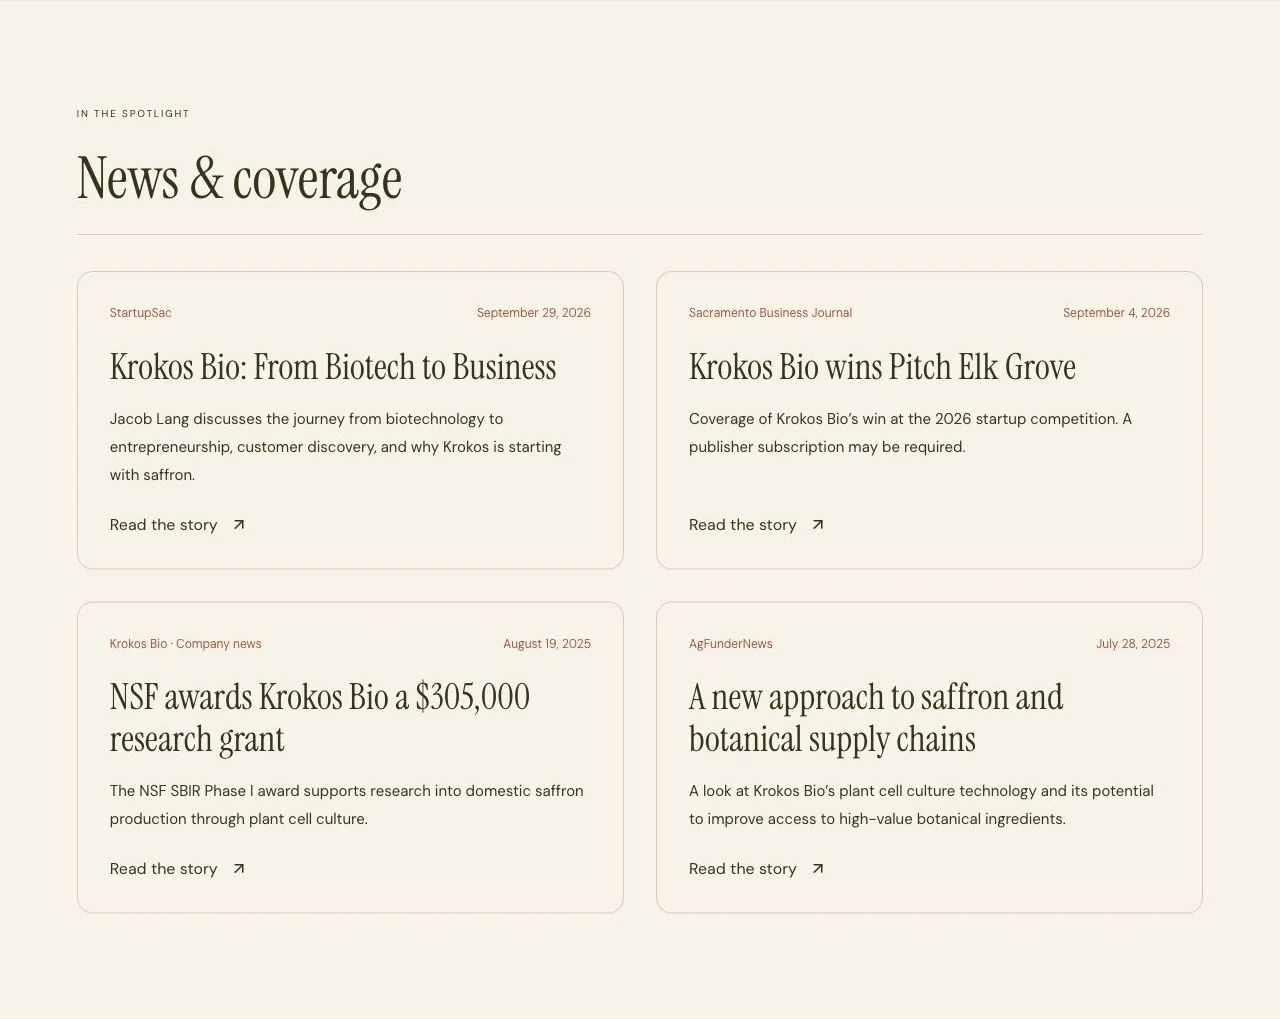 IN THE SPOTLIGHT
News & coverage
StartupSac
September 29, 2026
Krokos Bio: From Biotech to Business
Jacob Lang discusses the journey from biotechnology to
entrepreneurship, customer discovery, and why Krokos is starting
with saffron.
Read the story
Sacramento Business Journal
September 4, 2026
Krokos Bio wins Pitch Elk Grove
Coverage of Krokos Bio’s win at the 2026 startup competition. A
publisher subscription may be required.
Read the story
Krokos Bio · Company news
August 19, 2025
NSF awards Krokos Bio a $305,000
research grant
The NSF SBIR Phase I award supports research into domestic saffron
production through plant cell culture.
Read the story
AgFunderNews
July 28, 2025
A new approach to saffron and
botanical supply chains
A look at Krokos Bio’s plant cell culture technology and its potential
to improve access to high-value botanical ingredients.
Read the story